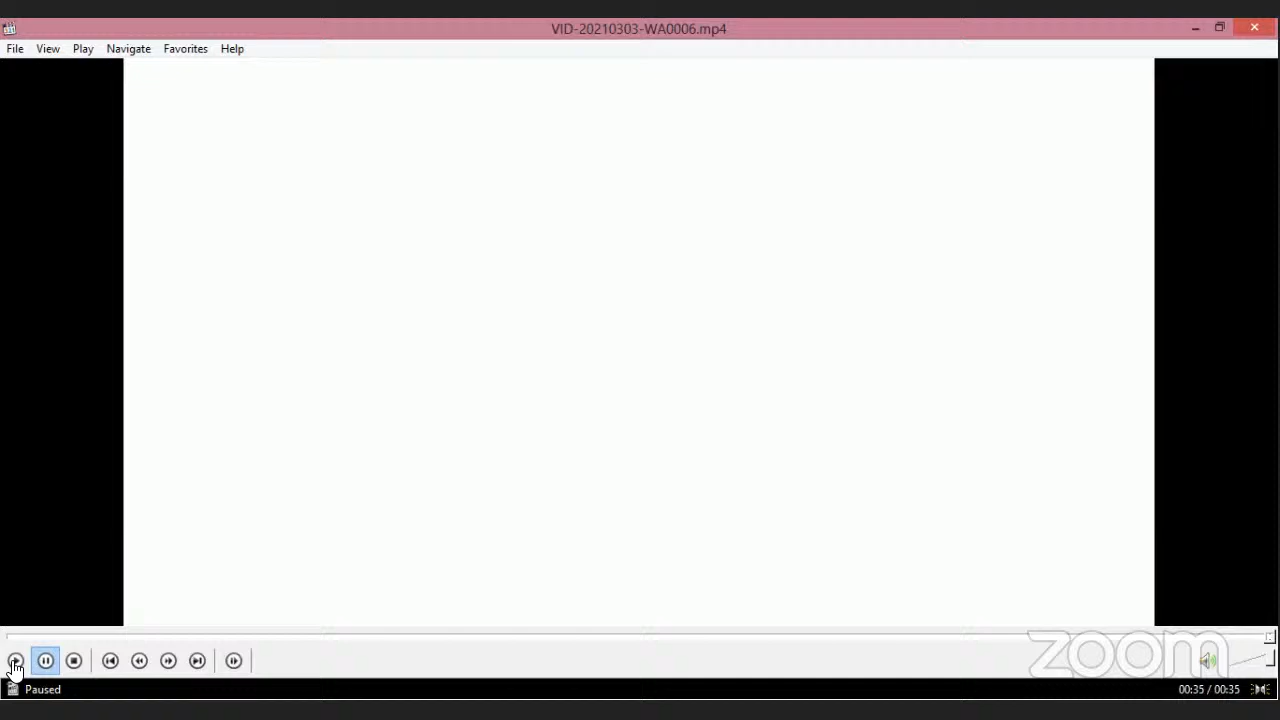 VID-20210303-WA0006.mp4
File View Play Navigate Favorites Help
zoom
Paused
00:35 / 00:35